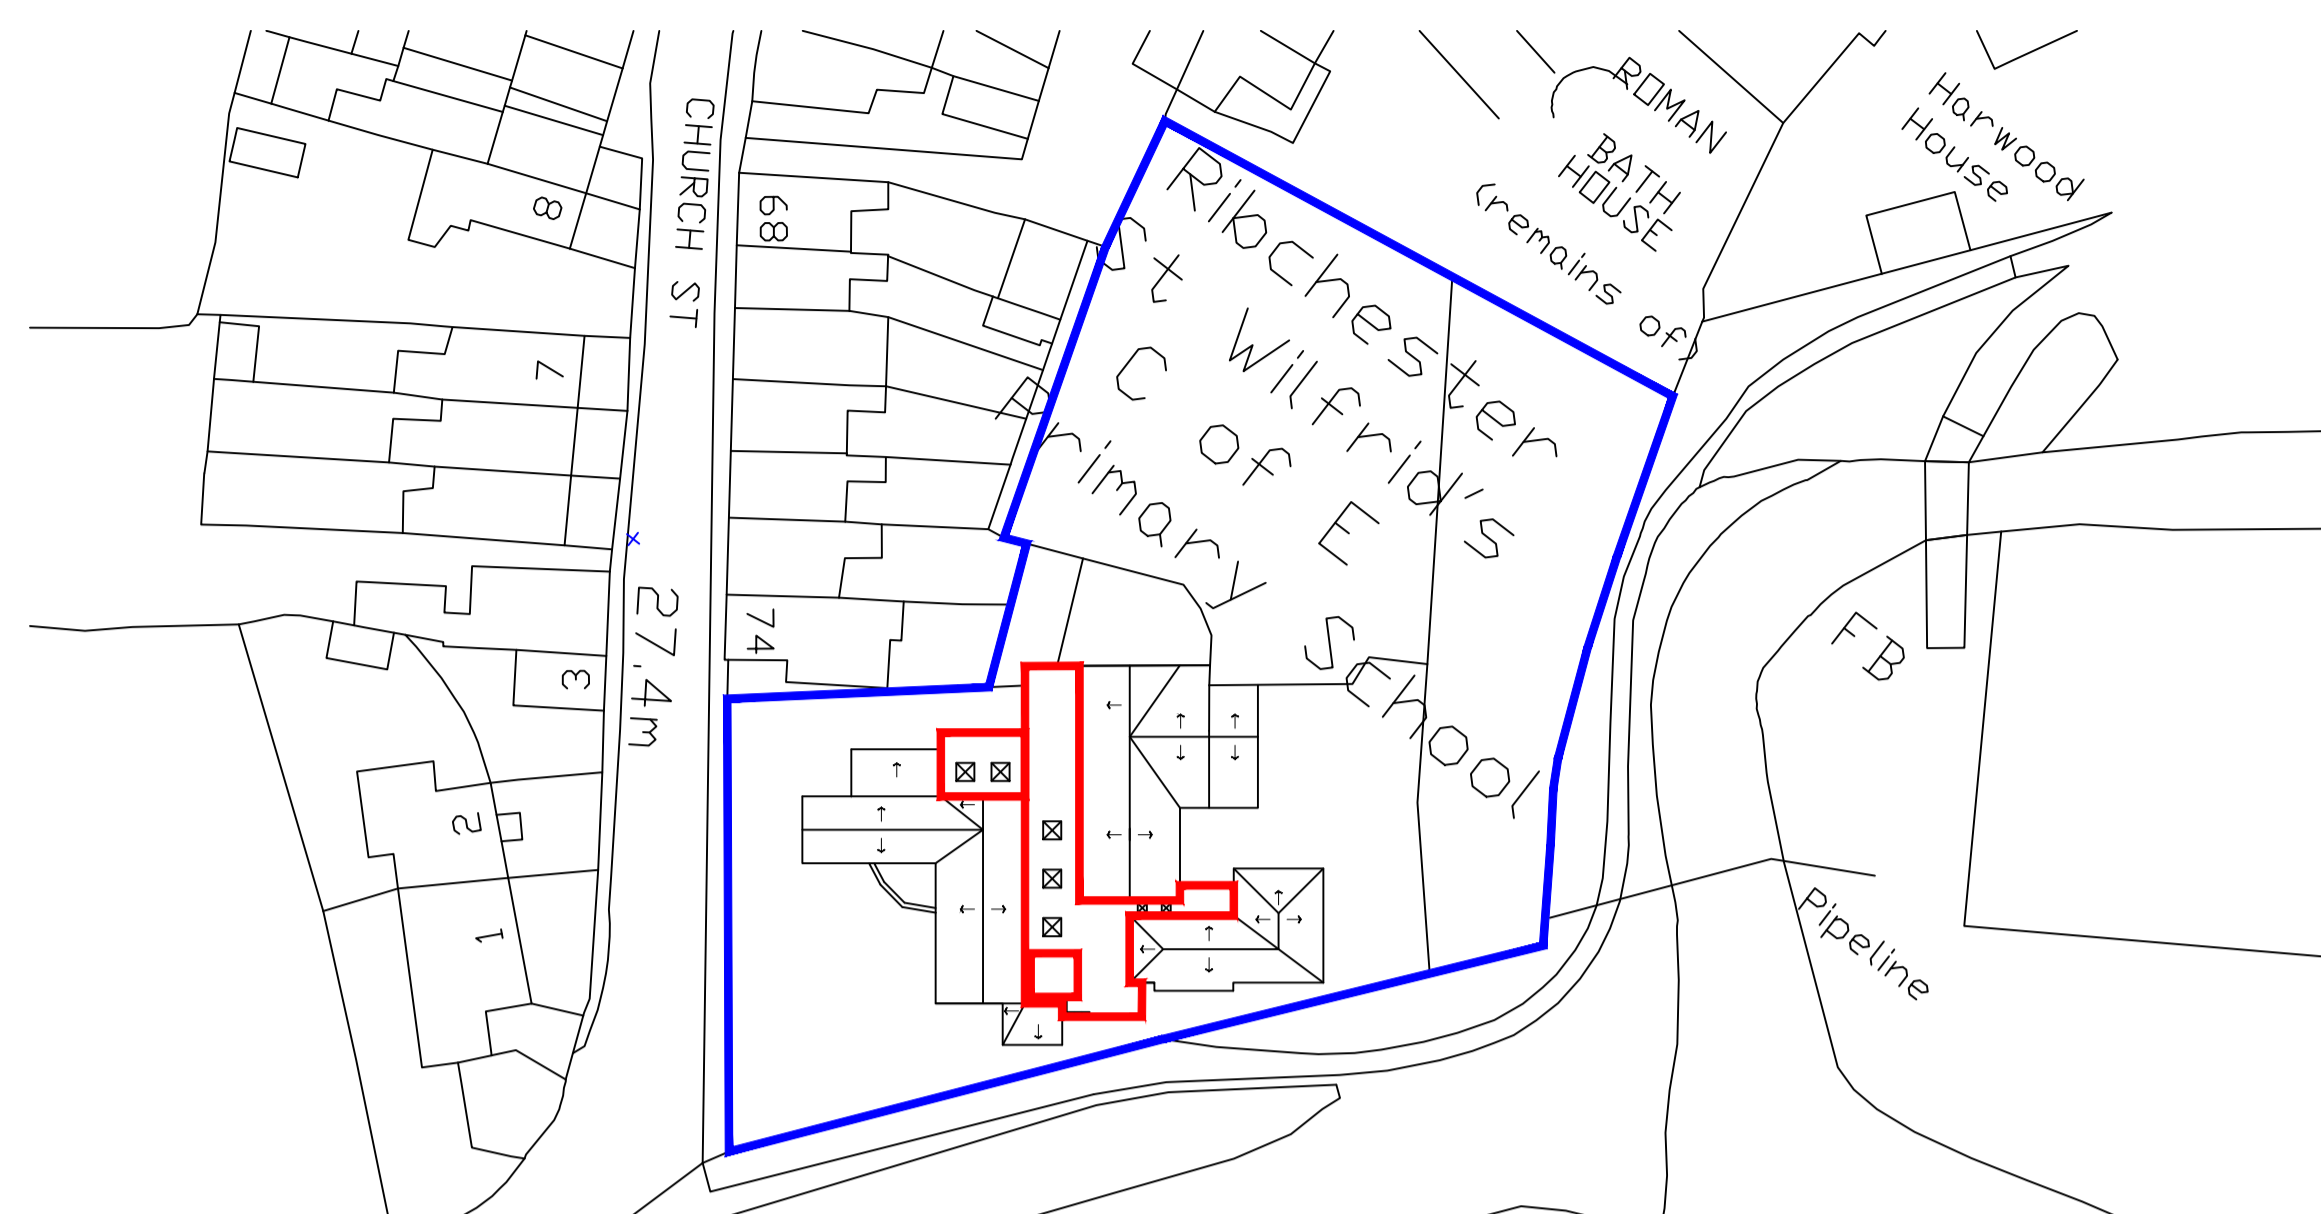 CHURCH ST
68
8
7
27.4m
74
3
2
1
Ribchester
St Wilfrid's
C of E
Primary School
ROMAN
BATH
HOUSE
(remains of)
Harwood
House
FB
Pipeline